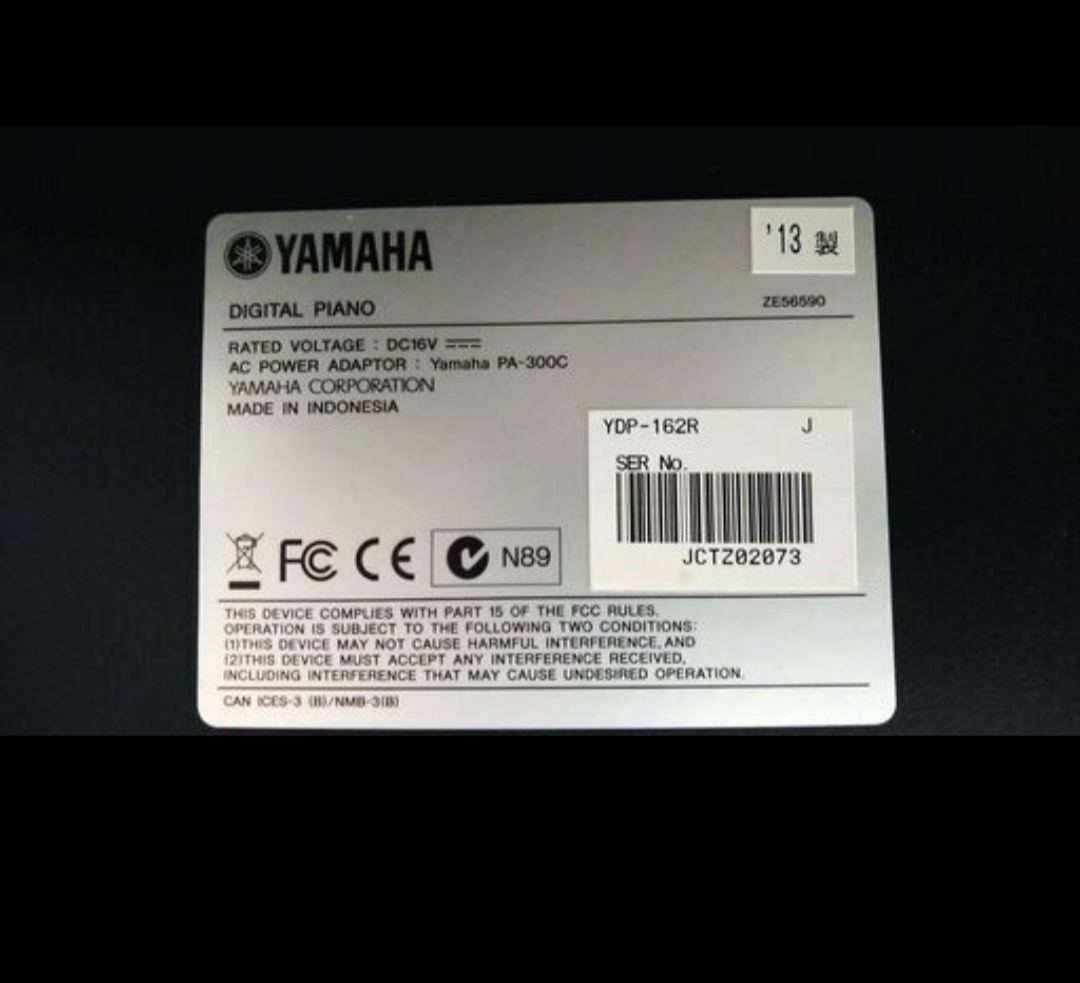 YAMAHA
'13 製
DIGITAL PIANO
ZE56590
RATED VOLTAGE : DC16V
AC POWER ADAPTOR : Yamaha PA-300C
YAMAHA CORPORATION
MADE IN INDONESIA
YDP-162R J
SER No.
JCTZ02073
FC CE N89
THIS DEVICE COMPLIES WITH PART 15 OF THE FCC RULES.
OPERATION IS SUBJECT TO THE FOLLOWING TWO CONDITIONS:
(1)THIS DEVICE MAY NOT CAUSE HARMFUL INTERFERENCE, AND
(2)THIS DEVICE MUST ACCEPT ANY INTERFERENCE RECEIVED,
INCLUDING INTERFERENCE THAT MAY CAUSE UNDESIRED OPERATION.
CAN ICES-3 (B)/NMB-3(B)